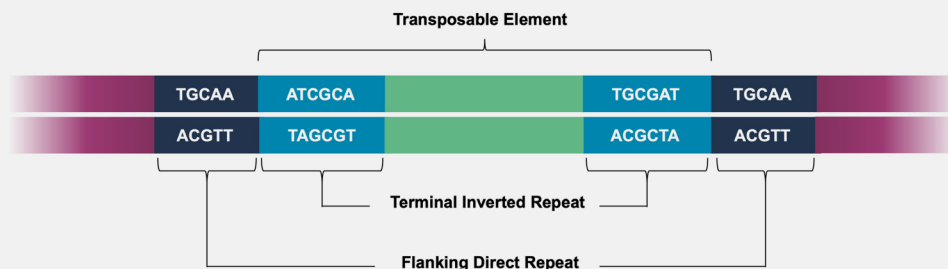 Transposable Element
TGCAA ATCGCA TGCGAT TGCAA
ACGTT TAGCGT ACGCTA ACGTT
Terminal Inverted Repeat
Flanking Direct Repeat